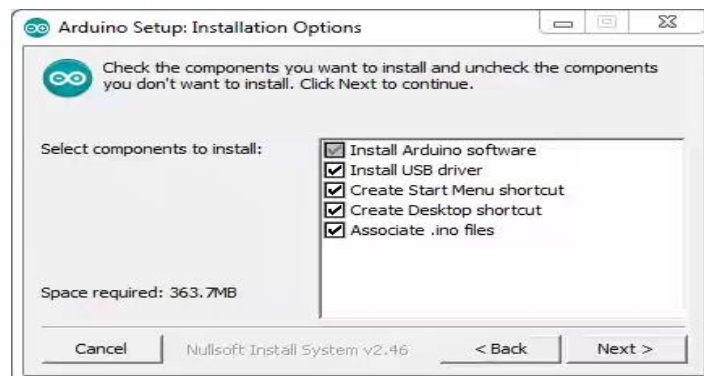 Arduino Setup: Installation Options
Check the components you want to install and uncheck the components
you don't want to install. Click Next to continue.
Select components to install:
Install Arduino software
Install USB driver
Create Start Menu shortcut
Create Desktop shortcut
Associate .ino files
Space required: 363.7MB
Cancel
Nullsoft Install System v2.46
< Back
Next >